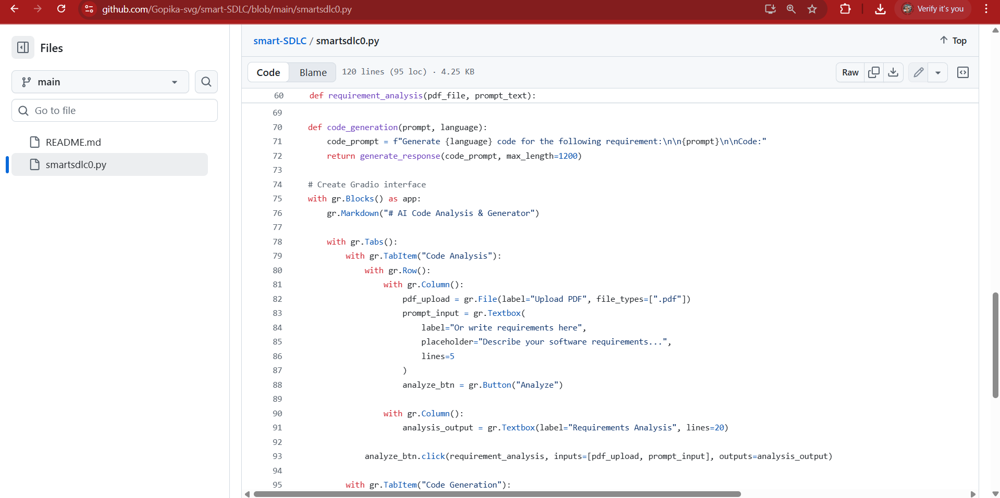 github.com/Gopika-svg/smart-SDLC/blob/main/smartsdlc0.py
Verify it's you
Files
main
Go to file
README.md
smartsdlc0.py
smart-SDLC / smartsdlc0.py
Top
Code
Blame
120 lines (95 loc) · 4.25 KB
Raw
60 def requirement_analysis(pdf_file, prompt_text):
69
70 def code_generation(prompt, language):
71     code_prompt = f"Generate {language} code for the following requirement:\n\n{prompt}\n\nCode:"
72     return generate_response(code_prompt, max_length=1200)
73
74 # Create Gradio interface
75 with gr.Blocks() as app:
76     gr.Markdown("# AI Code Analysis & Generator")
77
78     with gr.Tabs():
79         with gr.TabItem("Code Analysis"):
80             with gr.Row():
81                 with gr.Column():
82                     pdf_upload = gr.File(label="Upload PDF", file_types=[".pdf"])
83                     prompt_input = gr.Textbox(
84                         label="Or write requirements here",
85                         placeholder="Describe your software requirements...",
86                         lines=5
87                     )
88                     analyze_btn = gr.Button("Analyze")
89
90                 with gr.Column():
91                     analysis_output = gr.Textbox(label="Requirements Analysis", lines=20)
92
93             analyze_btn.click(requirement_analysis, inputs=[pdf_upload, prompt_input], outputs=analysis_output)
94
95         with gr.TabItem("Code Generation"):